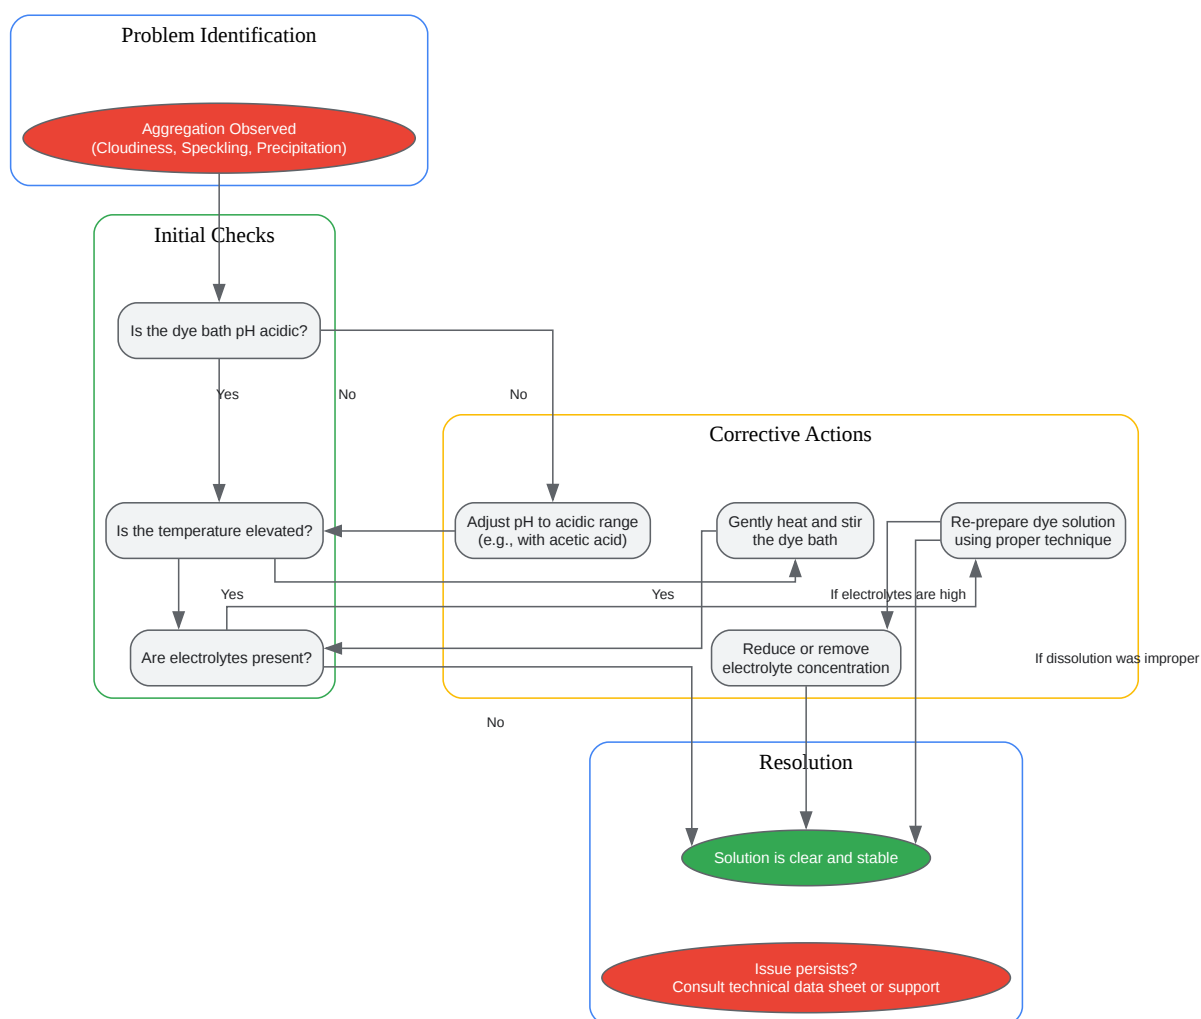 Problem Identification
Aggregation Observed
(Cloudiness, Speckling, Precipitation)
Initial Checks
Is the dye bath pH acidic?
Yes
No
No
Corrective Actions
Is the temperature elevated?
Adjust pH to acidic range
(e.g., with acetic acid)
Gently heat and stir
the dye bath
Re-prepare dye solution
using proper technique
Yes
Yes
If electrolytes are high
Are electrolytes present?
Reduce or remove
electrolyte concentration
If dissolution was improper
No
Resolution
Solution is clear and stable
Issue persists?
Consult technical data sheet or support